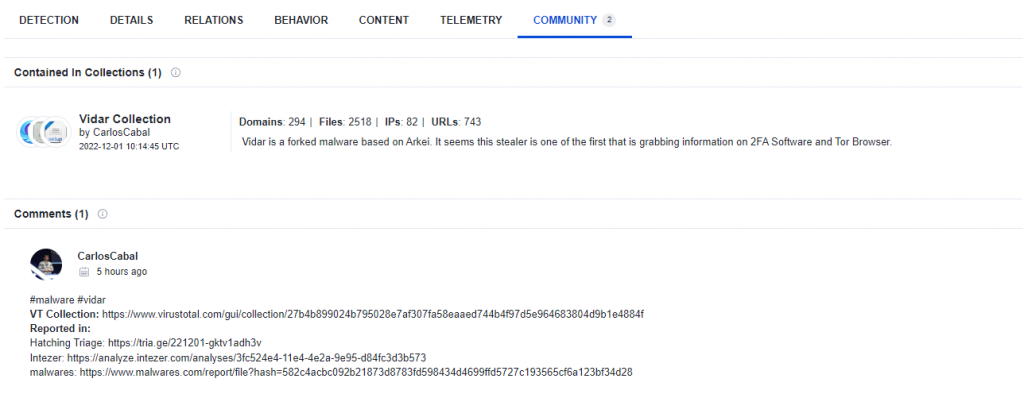 DETECTION DETAILS RELATIONS BEHAVIOR CONTENT TELEMETRY COMMUNITY 2
Contained In Collections (1)
Vidar Collection
by CarlosCabal
2022-12-01 10:14:45 UTC
Domains: 294 | Files: 2518 | IPs: 82 | URLs: 743
Vidar is a forked malware based on Arkei. It seems this stealer is one of the first that is grabbing information on 2FA Software and Tor Browser.
Comments (1)
CarlosCabal
5 hours ago
#malware #vidar
VT Collection: https://www.virustotal.com/gui/collection/27b4b899024b795028e7af307fa58eaaed744b4f97d5e964683804d9b1e4884f
Reported in:
Hatching Triage: https://tria.ge/221201-gktv1adh3v
Intezer: https://analyze.intezer.com/analyses/3fc524e4-11e4-4e2a-9e95-d84fc3d3b573
malwares: https://www.malwares.com/report/file?hash=582c4acbc092b21873d8783fd598434d4699ffd5727c193565cf6a123bf34d28